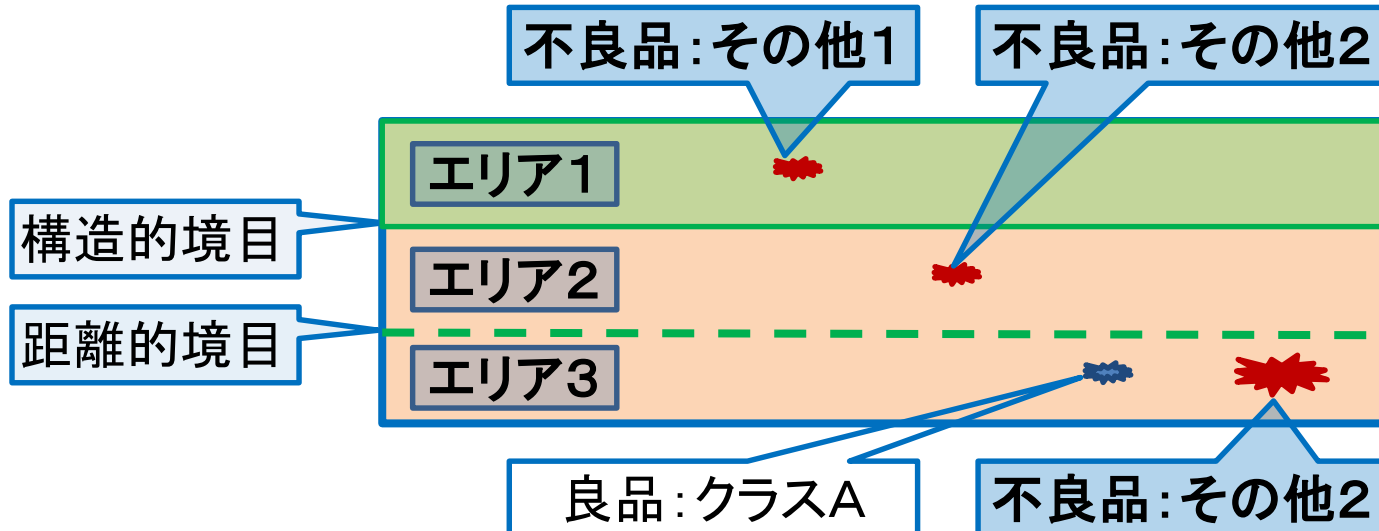 不良品:その他1
不良品:その他2
エリア1
構造的境目
エリア2
距離的境目
エリア3
良品:クラスA
不良品:その他2